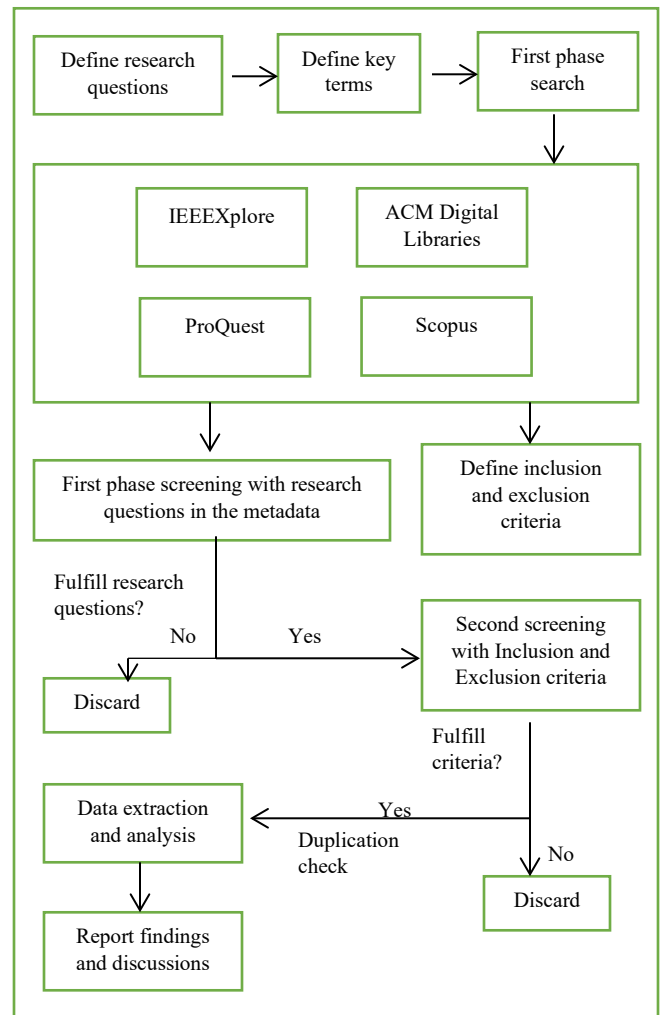 Define research
questions
Define key
terms
First phase
search
IEEEXplore
ACM Digital
Libraries
ProQuest
Scopus
First phase screening with research
questions in the metadata
Define inclusion
and exclusion
criteria
Fulfill research
questions?
No
Yes
Second screening
with Inclusion and
Exclusion criteria
Discard
Fulfill
criteria?
Data extraction
and analysis
Yes
Duplication
check
No
Discard
Report findings
and discussions